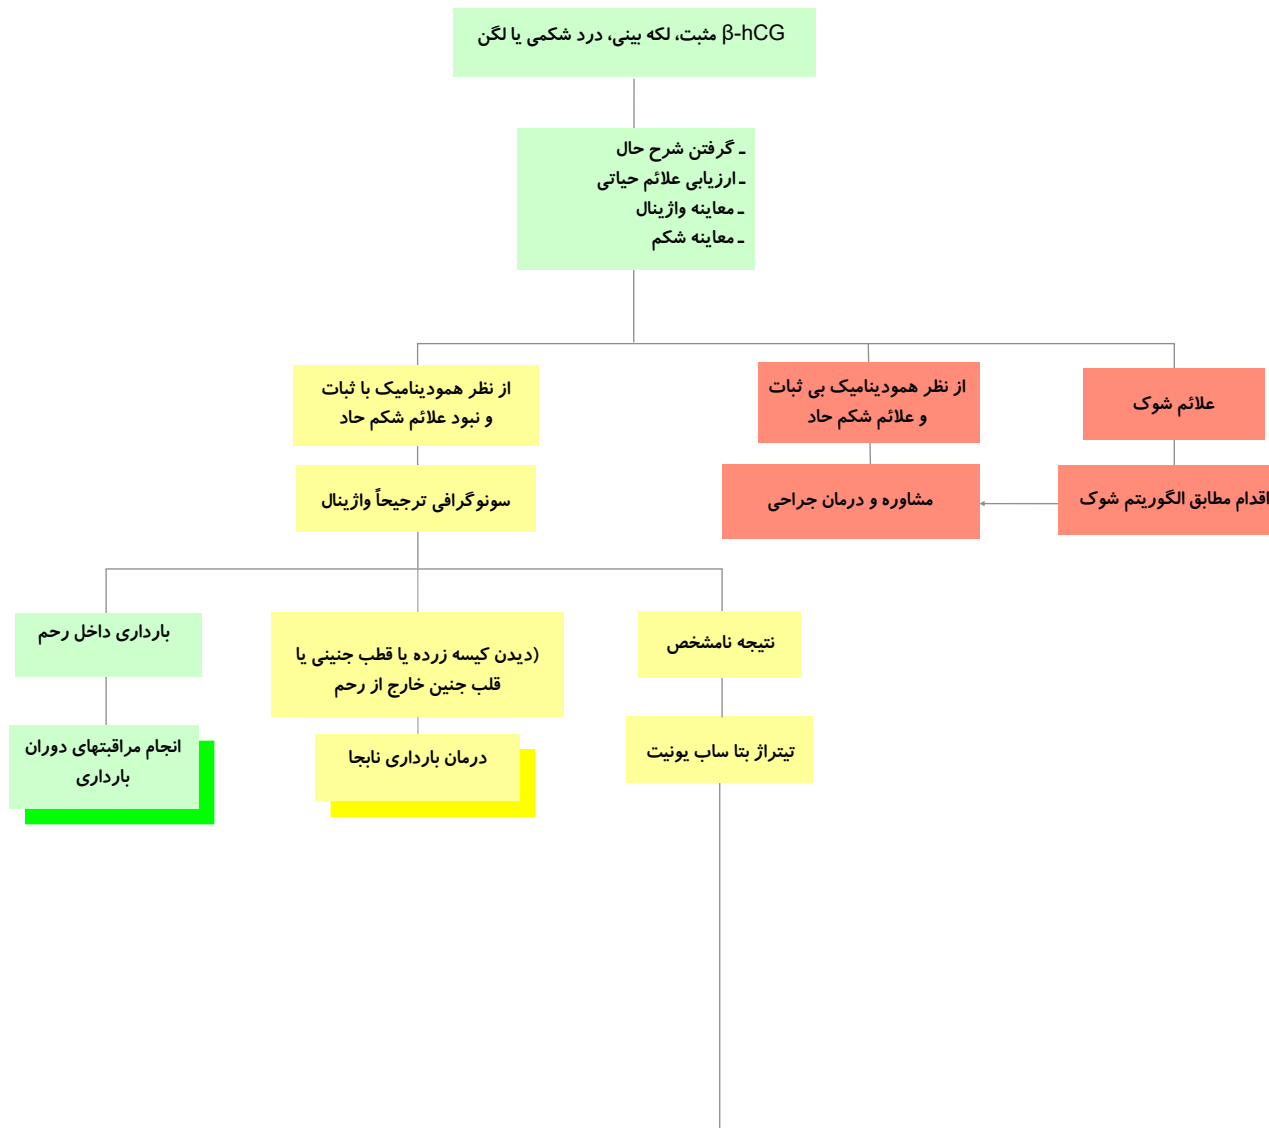 β-hCG مثبت، لکه بینی، درد شکمی یا لگن
ـ گرفتن شرح حال
ـ ارزیابی علائم حیاتی
ـ معاینه واژینال
ـ معاینه شکم
علائم شوک
از نظر همودینامیک بی ثبات
و علائم شکم حاد
از نظر همودینامیک با ثبات
و نبود علائم شکم حاد
اقدام مطابق الگوریتم شوک
مشاوره و درمان جراحی
سونوگرافی ترجیحاً واژینال
نتیجه نامشخص
(دیدن کیسه زرده یا قطب جنینی یا
قلب جنین خارج از رحم
بارداری داخل رحم
تیتراژ بتا ساب یونیت
درمان بارداری نابجا
انجام مراقبتهای دوران
بارداری